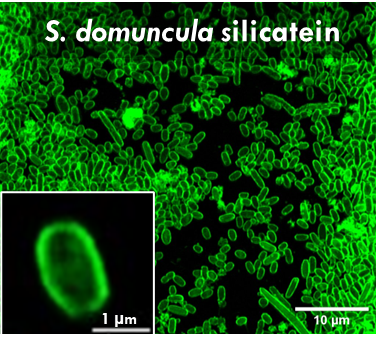 S. domuncula silicatein
1 μm
10 μm